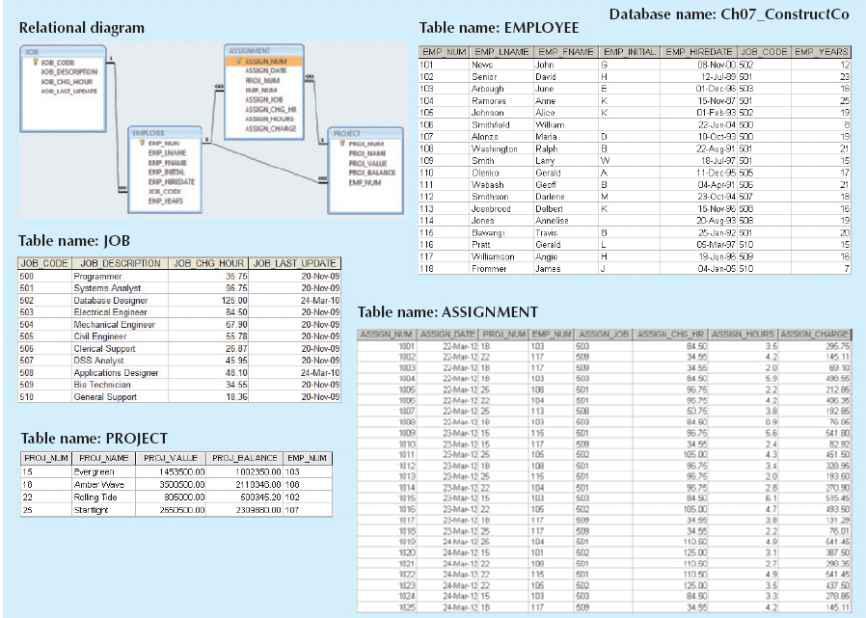 Database name: Ch07_ConstructCo
Relational diagram
JOB
JOB_CODE
JOB_DESCRIPTION
JOB_CHG_HOUR
JOB_LAST_UPDATE
ASSIGNMENT
ASSIGN_NUM
ASSIGN_DATE
PROJ_NUM
EMP_NUM
ASSIGN_JOB
ASSIGN_CHG_HR
ASSIGN_HOURS
ASSIGN_CHARGE
EMPLOYEE
EMP_NUM
EMP_LNAME
EMP_FNAME
EMP_INITIAL
EMP_HIREDATE
JOB_CODE
EMP_YEARS
PROJECT
PROJ_NUM
PROJ_NAME
PROJ_VALUE
PROJ_BALANCE
EMP_NUM
Table name: EMPLOYEE
EMP_NUM EMP_LNAME EMP_FNAME EMP_INITIAL EMP_HIREDATE JOB_CODE EMP_YEARS
101 News John G 08-Nov-00 502 12
102 Senior David H 12-Jul-89 501 23
103 Arbough June E 01-Dec-96 503
104 Ramoras Anne K 15-Nov-87 501 25
105 Johnson Alice K 01-Feb-93 502 19
106 Smithfield William 22-Jun-04 500 8
107 Alonzo Maria D 10-Oct-93 500 19
108 Washington Ralph B 22-Aug-91 501 21
109 Smith Larry W 18-Jul-97 501 15
110 Olenko Gerald A 11-Dec-95 505 17
111 Wabash Geoff B 04-Apr-91 506 21
112 Smithson Darlene M 23-Oct-94 507 18
113 Joenbrood Delbert K 15-Nov-96 508 16
114 Jones Annelise 20-Aug-93 508 19
115 Bawangi Travis B 25-Jan-92 501 20
116 Pratt Gerald L 05-Mar-97 510 15
117 Williamson Angie H 19-Jun-96 509 16
118 Frommer James J 04-Jan-05 510 7
Table name: JOB
JOB_CODE JOB_DESCRIPTION JOB_CHG_HOUR JOB_LAST_UPDATE
500 Programmer 35.75 20-Nov-09
501 Systems Analyst 96.75 20-Nov-09
502 Database Designer 125.00 24-Mar-10
503 Electrical Engineer 84.50 20-Nov-09
504 Mechanical Engineer 67.90 20-Nov-09
505 Civil Engineer 55.78 20-Nov-09
506 Clerical Support 26.87 20-Nov-09
507 DSS Analyst 45.95 20-Nov-09
508 Applications Designer 48.10 24-Mar-10
509 Bio Technician 34.55 20-Nov-09
510 General Support 18.36 20-Nov-09
Table name: PROJECT
PROJ_NUM PROJ_NAME PROJ_VALUE PROJ_BALANCE EMP_NUM
15 Evergreen 1453500.00 1002350.00 103
18 Amber Wave 3500500.00 108
22 Rolling Tide 805000.00 500345.20 102
25 Starflight 2650500.00 2309880.00 107
Table name: ASSIGNMENT
ASSIGN_NUM ASSIGN_DATE PROJ_NUM EMP_NUM ASSIGN_JOB ASSIGN_CHG_HR ASSIGN_HOURS ASSIGN_CHARGE
1001 22-Mar-12 18 103 503 84.50 3.5 295.75
1002 22-Mar-12 22 117 509 34.55 4.2 145.11
1003 22-Mar-12 18 117 509 34.55 2.0 69.10
1004 22-Mar-12 18 103 503 84.50 5.9 498.55
1005 22-Mar-12 25 108 501 96.75 2.2 212.85
1006 22-Mar-12 22 104 501 96.75 4.2 406.35
1007 22-Mar-12 25 113 508 50.75 3.8 192.85
1008 22-Mar-12 18 103 503 84.50 0.9 76.05
1009 23-Mar-12 15 115 501 96.75 5.6 541.80
1010 23-Mar-12 15 117 509 34.55 2.4 82.92
1011 23-Mar-12 25 105 502 105.00 4.3 451.50
1012 23-Mar-12 18 108 501 96.75 3.4 328.95
1013 23-Mar-12 25 115 501 96.75 2.0 193.50
1014 23-Mar-12 22 104 501 96.75 2.8 270.90
1015 23-Mar-12 15 103 503 84.50 6.1 515.45
1016 23-Mar-12 22 105 502 105.00 4.7 493.50
1017 23-Mar-12 18 117 509 34.55 3.8 131.29
1018 23-Mar-12 25 117 509 34.55 2.2 76.01
1019 24-Mar-12 25 104 501 110.50 4.9 541.45
1020 24-Mar-12 15 101 502 125.00 3.1 387.50
1021 24-Mar-12 22 108 501 110.50 2.7 298.35
1022 24-Mar-12 22 115 501 110.50 4.9 541.45
1023 24-Mar-12 22 105 502 125.00 3.5 437.50
1024 24-Mar-12 15 103 503 84.50 3.3 278.85
1025 24-Mar-12 18 117 509 34.55 4.2 145.11